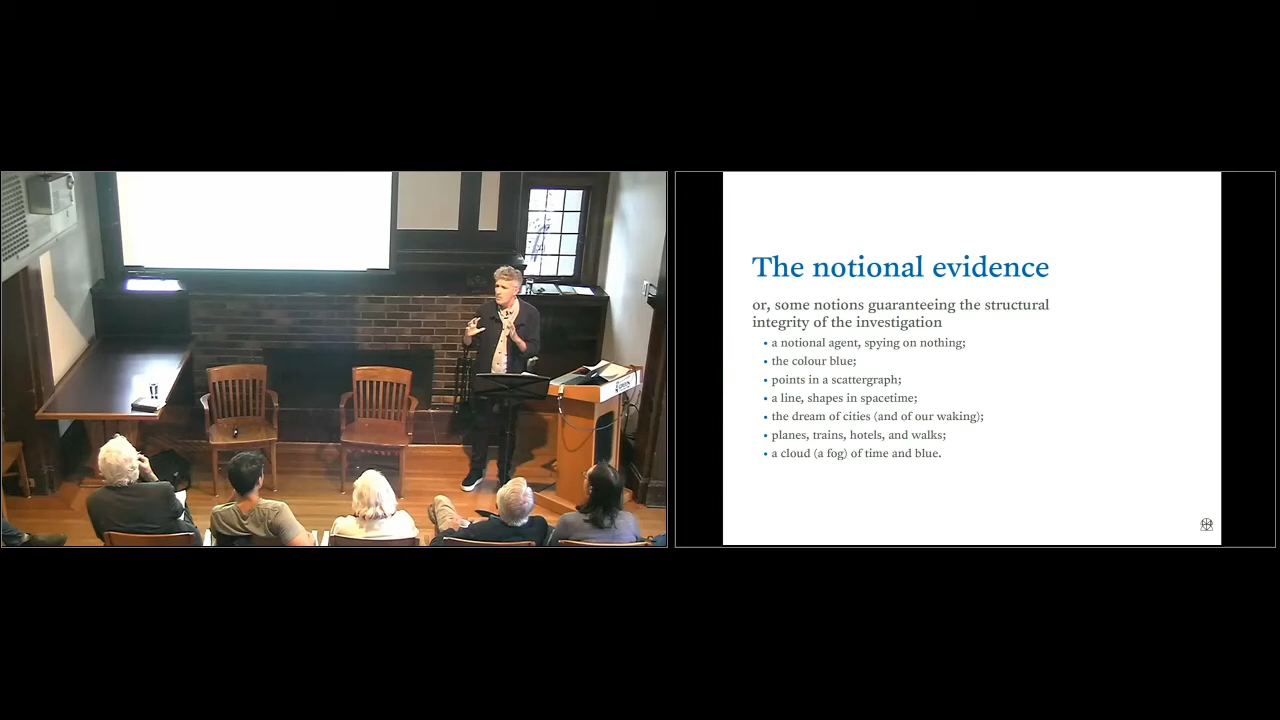 The notional evidence
or, some notions guaranteeing the structural
integrity of the investigation
• a notional agent, spying on nothing;
• the colour blue;
• points in a scattergraph;
• a line, shapes in spacetime;
• the dream of cities (and of our waking);
• planes, trains, hotels, and walks;
• a cloud (a fog) of time and blue.